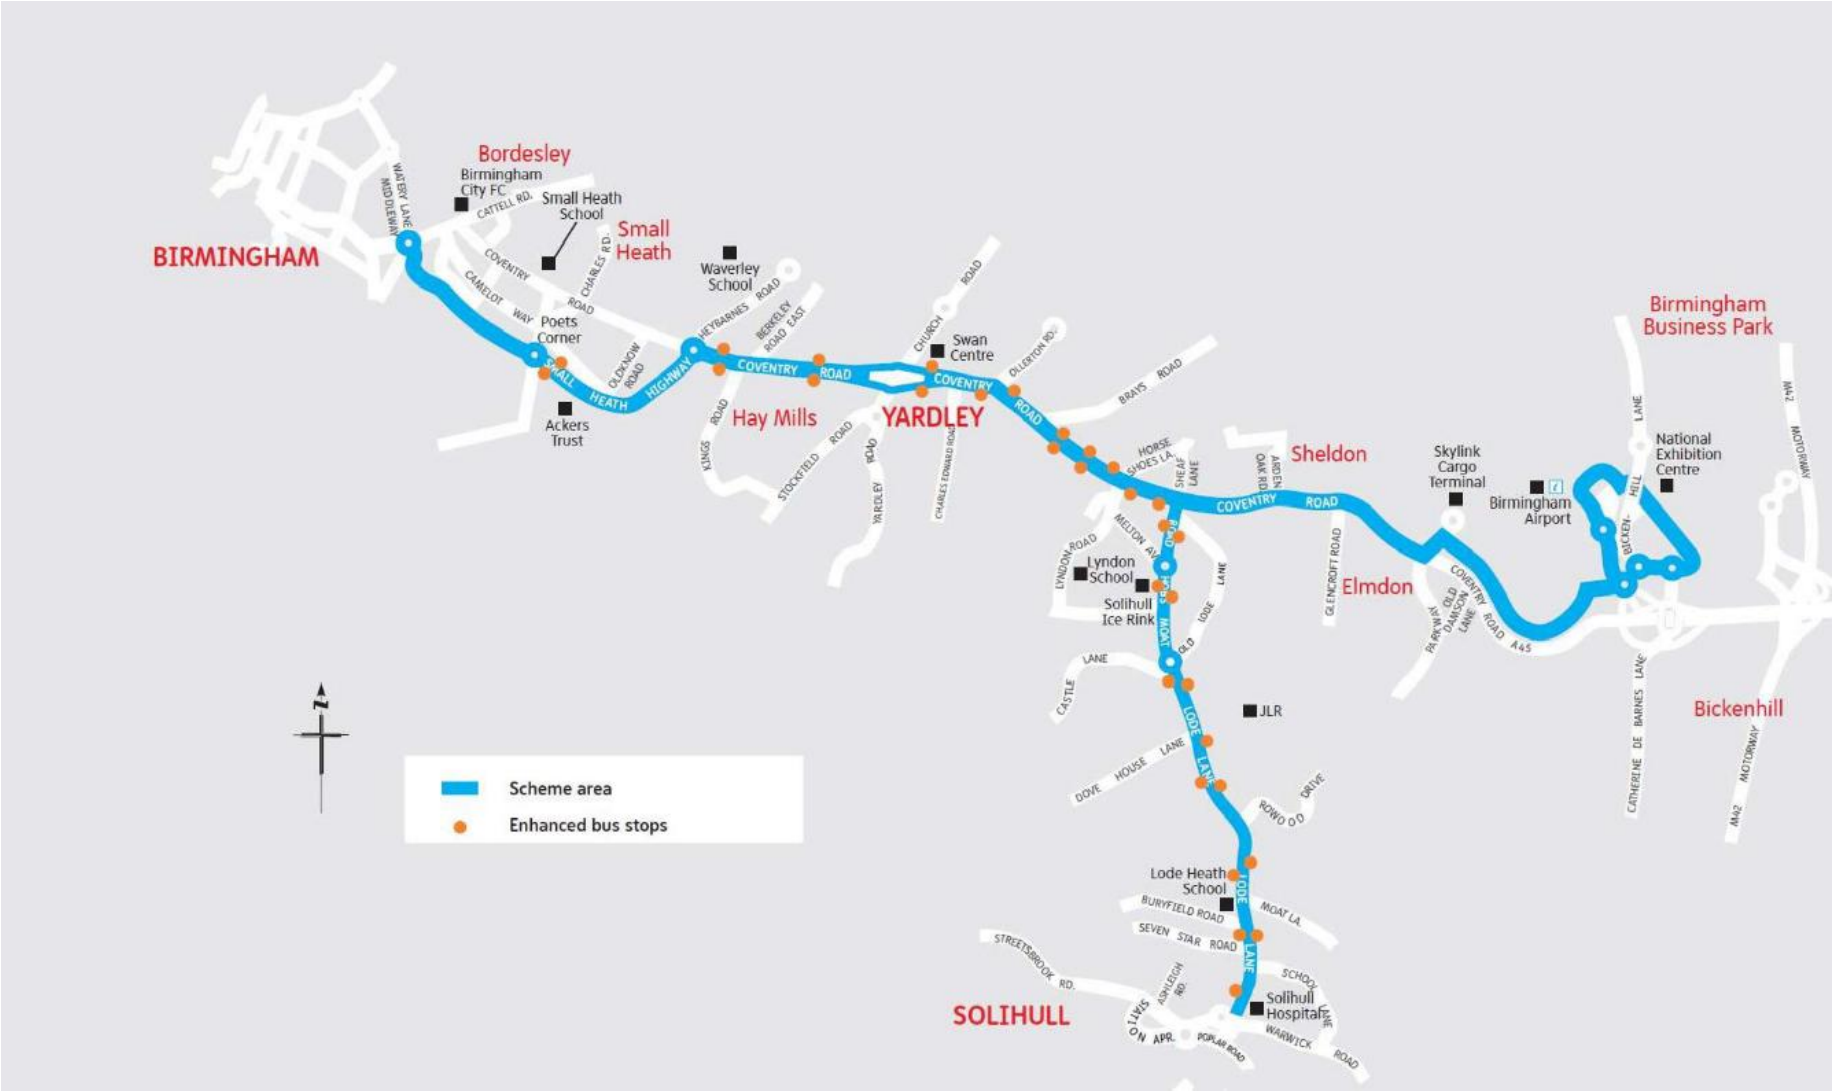 WATERY LANE
MIDDLEWAY
Bordesley
Birmingham
City FC
CATTELL RD.
Small Heath
School
Small
Heath
BIRMINGHAM
COVENTRY
ROAD
CHARLES RD.
CAMELOT
WAY
Poets
Corner
Waverley
School
HEYBARNES ROAD
BERKELEY
ROAD EAST
OLDKNOW
ROAD
SMALL
HEATH
HIGHWAY
Ackers
Trust
COVENTRY
ROAD
CHURCH
ROAD
Swan
Centre
COVENTRY
ROAD
OLLERTON RD.
BRAYS ROAD
Hay Mills
YARDLEY
KINGS ROAD
STOCKFIELD ROAD
YARDLEY ROAD
CHARLES EDWARD ROAD
HORSE
SHOES LA.
SHEAF
LANE
ARDEN
OAK RD.
Sheldon
COVENTRY
ROAD
Skylink
Cargo
Terminal
Birmingham
Airport
i
Birmingham
Business Park
National
Exhibition
Centre
BICKEN-
HILL
LANE
M42
MOTORWAY
MELTON AV.
LYNDON ROAD
Lyndon
School
Solihull
Ice Rink
ROAD
HOBS
MOAT
OLD
LODE
LANE
GLENCROFT ROAD
Elmdon
COVENTRY ROAD A45
PARKWAY
OLD
DAMSON
LANE
CASTLE
LANE
JLR
LODE
LANE
DOVE HOUSE LANE
ROWOOD
DRIVE
Bickenhill
CATHERINE DE BARNES LANE
M42
MOTORWAY
n
Scheme area
Enhanced bus stops
Lode Heath
School
LODE
LANE
BURYFIELD ROAD
MOAT LA.
SEVEN STAR ROAD
STREETSBROOK RD.
ASHLEIGH
RD.
SCHOOL
LANE
Solihull
Hospital
SOLIHULL
STATION APR.
POPLAR ROAD
WARWICK
ROAD